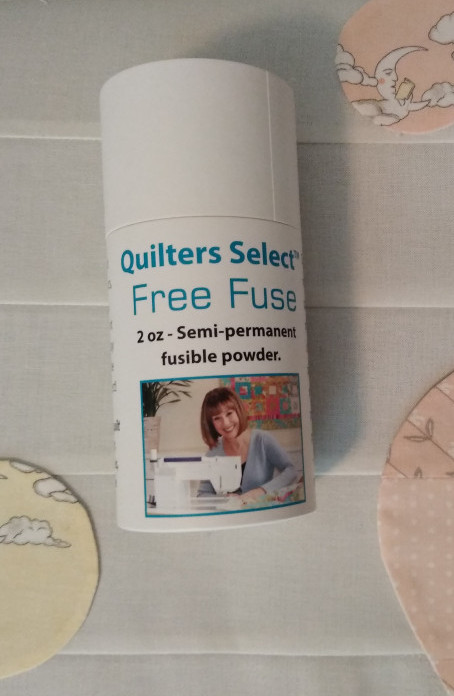 Quilters Select™
Free Fuse
2 oz - Semi-permanent
fusible powder.